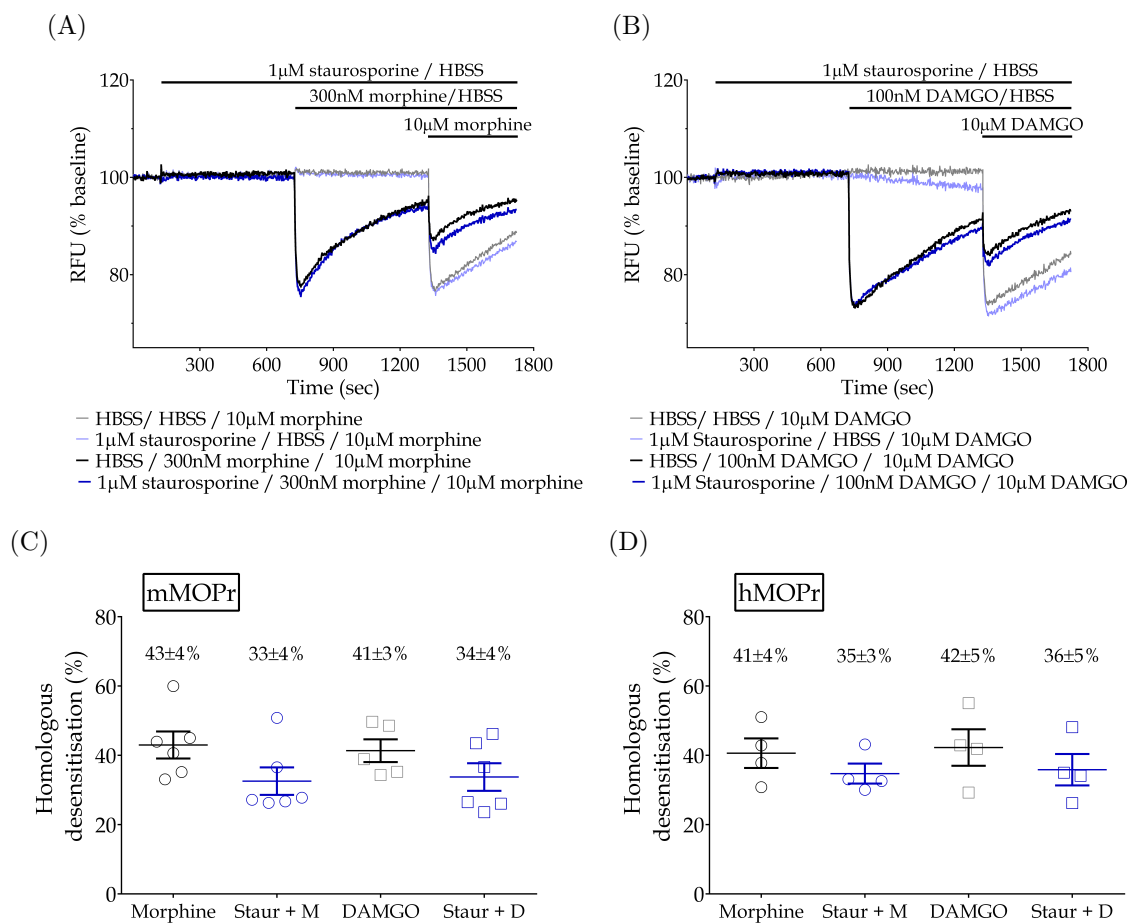 (A)
1µM staurosporine / HBSS
300nM morphine/HBSS
10µM morphine
RFU (% baseline)
120
100
80
300 600 900 1200 1500 1800
Time (sec)
HBSS/ HBSS / 10µM morphine
1µM staurosporine / HBSS / 10µM morphine
HBSS / 300nM morphine / 10µM morphine
1µM staurosporine / 300nM morphine / 10µM morphine
(B)
1µM staurosporine / HBSS
100nM DAMGO/HBSS
10µM DAMGO
RFU (% baseline)
120
100
80
300 600 900 1200 1500 1800
Time (sec)
HBSS/ HBSS / 10µM DAMGO
1µM Staurosporine / HBSS / 10µM DAMGO
HBSS / 100nM DAMGO / 10µM DAMGO
1µM Staurosporine / 100nM DAMGO / 10µM DAMGO
(C)
mMOPr
Homologous
desensitisation (%)
80
60
40
20
0
43±4% 33±4% 41±3% 34±4%
Morphine Staur + M DAMGO Staur + D
(D)
hMOPr
Homologous
desensitisation (%)
80
60
40
20
0
41±4% 35±3% 42±5% 36±5%
Morphine Staur + M DAMGO Staur + D